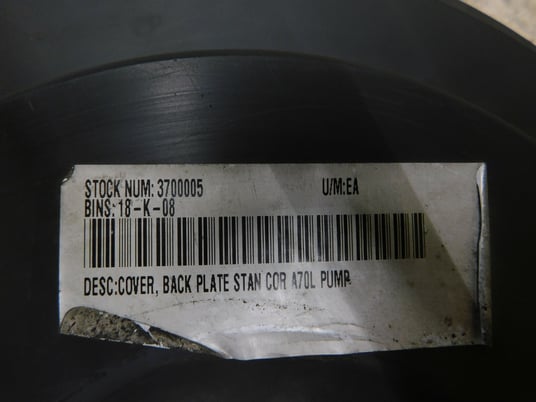 STOCK NUM: 3700005 U/M:EA
BINS: 18-K-08
DESC:COVER, BACK PLATE STAN COR A70L PUMP